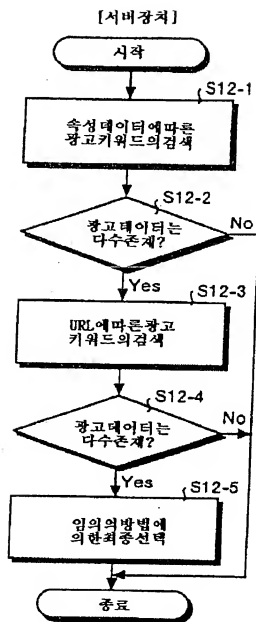 [서버장치]
시작
S12-1
속성데이터에따른
광고키워드의검색
S12-2
광고데이터는
다수존재?
No
Yes
S12-3
URL에따른광고
키워드의검색
S12-4
광고데이터는
다수존재?
No
Yes
S12-5
임의의방법에
의한최종선택
종료